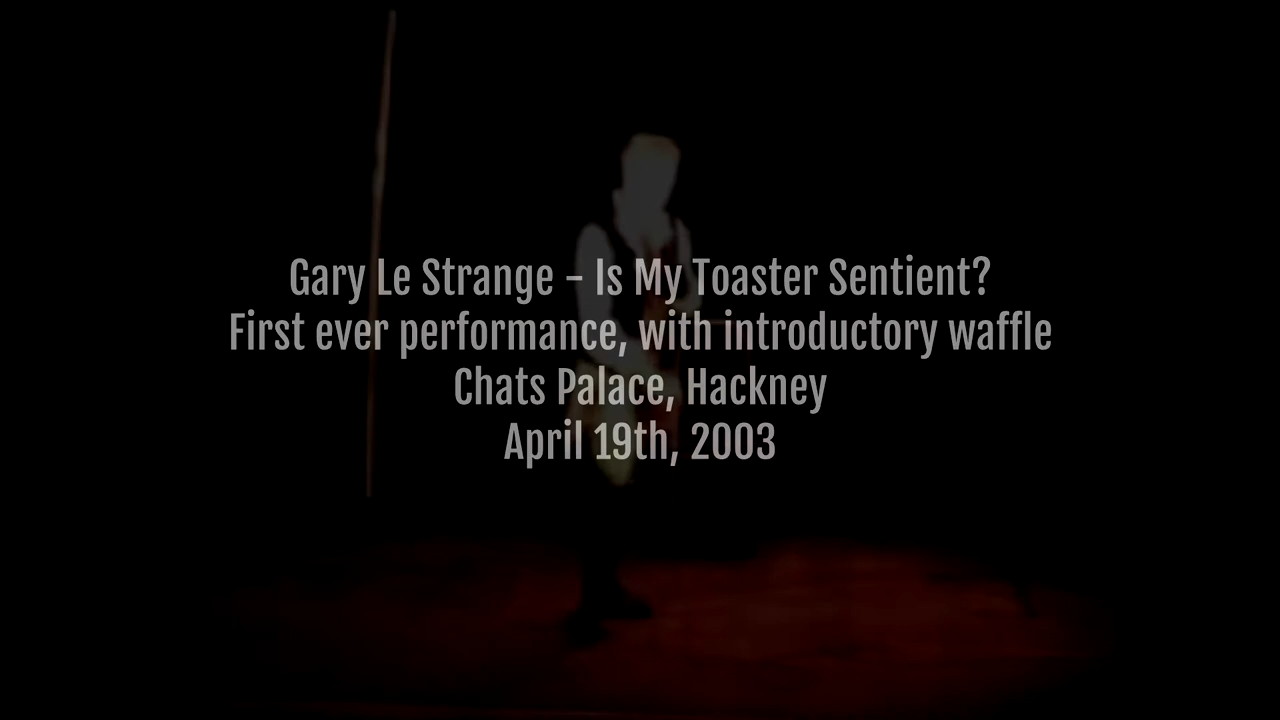 Gary Le Strange - Is My Toaster Sentient?
First ever performance, with introductory waffle
Chats Palace, Hackney
April 19th, 2003